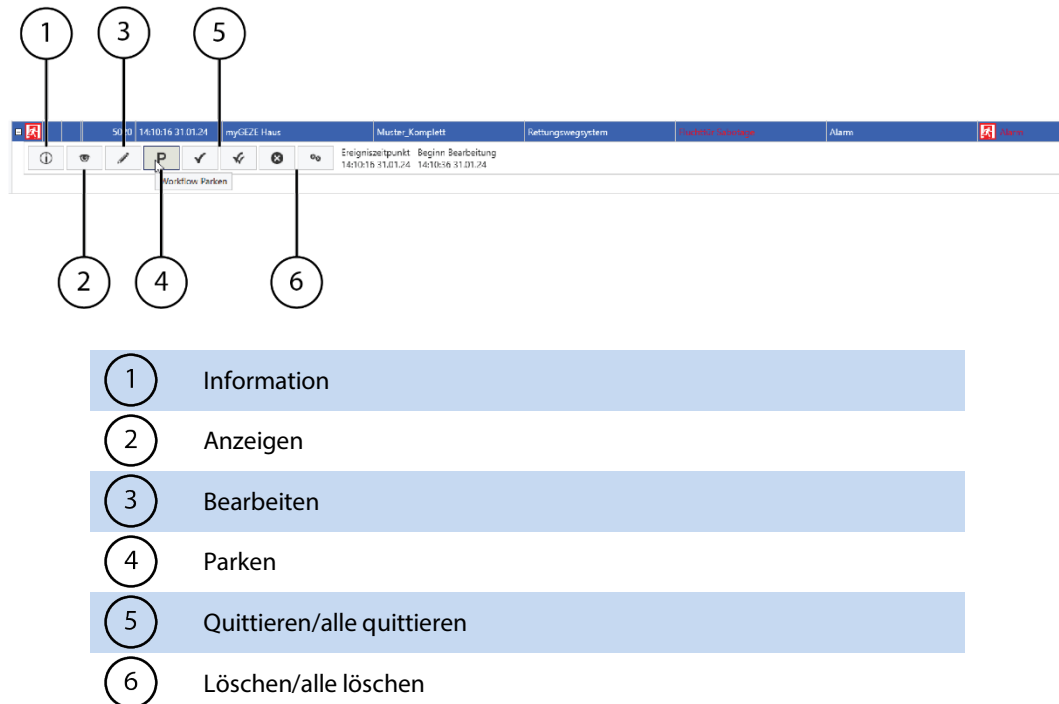 1
3
5
5020 14:10:16 31.01.24 myGEZE Haus Muster_Komplett Rettungswegsystem Alarm Alarm
P Ereigniszeitpunkt Beginn Bearbeitung
14:10:16 31.01.24 14:10:36 31.01.24
Workflow Parken
2
4
6
1 Information
2 Anzeigen
3 Bearbeiten
4 Parken
5 Quittieren/alle quittieren
6 Löschen/alle löschen